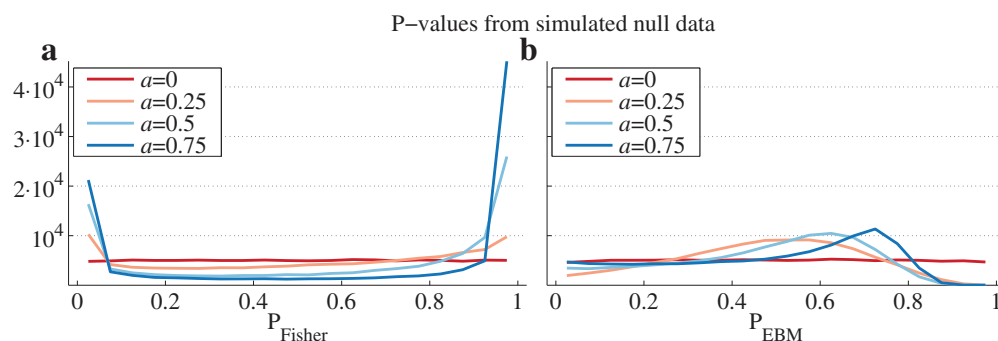 P−values from simulated null data
a
b
a=0
a=0.25
a=0.5
a=0.75
a=0
a=0.25
a=0.5
a=0.75
4·10⁴
3·10⁴
2·10⁴
10⁴
0 0.2 0.4 0.6 0.8 1
0 0.2 0.4 0.6 0.8 1
P_Fisher
P_EBM